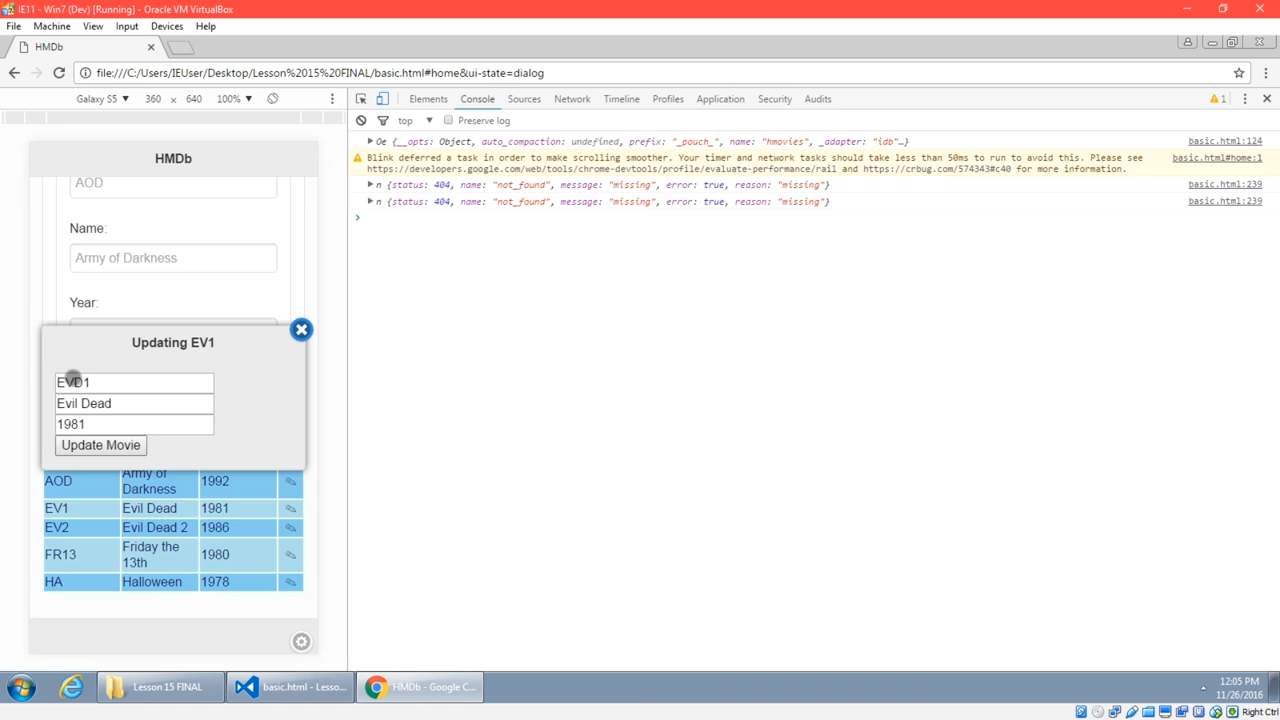 IE11 - Win7 (Dev) [Running] - Oracle VM VirtualBox
File Machine View Input Devices Help
HMDb
file:///C:/Users/IEUser/Desktop/Lesson%2015%20FINAL/basic.html#home&ui-state=dialog
Galaxy S5 ▼ 360 x 640 100% ▼
Elements Console Sources Network Timeline Profiles Application Security Audits 1
top ▼ Preserve log
Oe {__opts: Object, auto_compaction: undefined, prefix: "_pouch_", name: "hmovies", _adapter: "idb"…} basic.html:124
Blink deferred a task in order to make scrolling smoother. Your timer and network tasks should take less than 50ms to run to avoid this. Please see basic.html#home:1
https://developers.google.com/web/tools/chrome-devtools/profile/evaluate-performance/rail and https://crbug.com/574343#c40 for more information.
n {status: 404, name: "not_found", message: "missing", error: true, reason: "missing"} basic.html:239
n {status: 404, name: "not_found", message: "missing", error: true, reason: "missing"} basic.html:239
HMDb
AOD
Name:
Army of Darkness
Year:
Updating EV1
EVD1
Evil Dead
1981
Update Movie
AOD Army of Darkness 1992
EV1 Evil Dead 1981
EV2 Evil Dead 2 1986
FR13 Friday the 13th 1980
HA Halloween 1978
Lesson 15 FINAL basic.html - Lesso... HMDb - Google C...
12:05 PM
11/26/2016
Right Ctrl